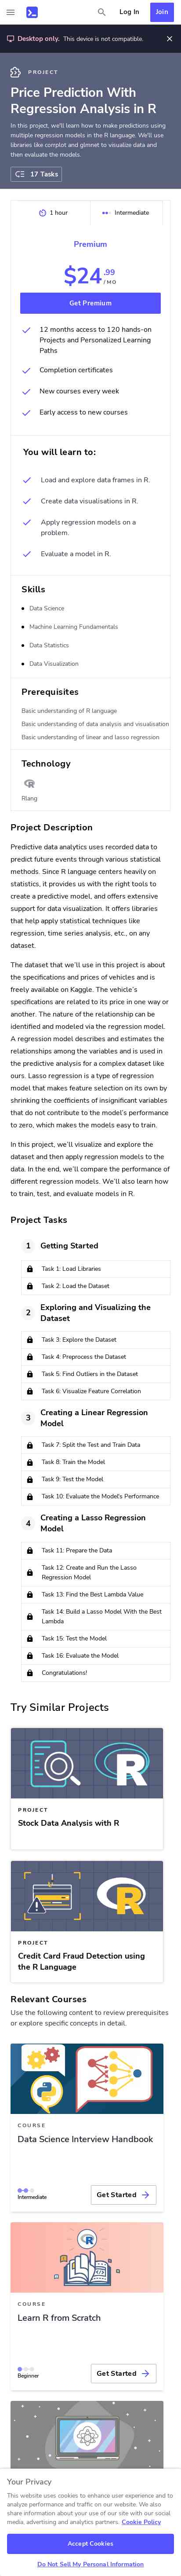 Log In
Join
Desktop only. This device is not compatible.
PROJECT
Price Prediction With
Regression Analysis in R
In this project, we'll learn how to make predictions using
multiple regression models in the R language. We'll use
libraries like corrplot and glmnet to visualize data and
then evaluate the models.
17 Tasks
1 hour
Intermediate
Premium
$24.99
/MO
Get Premium
12 months access to 120 hands-on
Projects and Personalized Learning
Paths
Completion certificates
New courses every week
Early access to new courses
You will learn to:
Load and explore data frames in R.
Create data visualisations in R.
Apply regression models on a
problem.
Evaluate a model in R.
Skills
Data Science
Machine Learning Fundamentals
Data Statistics
Data Visualization
Prerequisites
Basic understanding of R language
Basic understanding of data analysis and visualisation
Basic understanding of linear and lasso regression
Technology
R
Rlang
Project Description
Predictive data analytics uses recorded data to
predict future events through various statistical
methods. Since R language centers heavily on
statistics, it provides us with the right tools to
create a predictive model, and offers extensive
support for data visualization. It offers libraries
that help apply statistical techniques like
regression, time series analysis, etc., on any
dataset.
The dataset that we'll use in this project is about
the specifications and prices of vehicles and is
freely available on Kaggle. The vehicle's
specifications are related to its price in one way or
another. The nature of the relationship can be
identified and modeled via the regression model.
A regression model describes and estimates the
relationships among the variables and is used in
the predictive analysis for a complex dataset like
ours. Lasso regression is a type of regression
model that makes feature selection on its own by
shrinking the coefficients of insignificant variables
that do not contribute to the model's performance
to zero, which makes them easy to train.
In this project, we'll visualize and explore the
dataset and then apply regression models to the
data. In the end, we'll compare the performance of
different regression models. We'll also learn how
to train, test, and evaluate models in R.
Project Tasks
1
Getting Started
Task 1: Load Libraries
Task 2: Load the Dataset
2
Exploring and Visualizing the
Dataset
Task 3: Explore the Dataset
Task 4: Preprocess the Dataset
Task 5: Find Outliers in the Dataset
Task 6: Visualize Feature Correlation
3
Creating a Linear Regression
Model
Task 7: Split the Test and Train Data
Task 8: Train the Model
Task 9: Test the Model
Task 10: Evaluate the Model's Performance
4
Creating a Lasso Regression
Model
Task 11: Prepare the Data
Task 12: Create and Run the Lasso
Regression Model
Task 13: Find the Best Lambda Value
Task 14: Build a Lasso Model With the Best
Lambda
Task 15: Test the Model
Task 16: Evaluate the Model
Congratulations!
Try Similar Projects
R
PROJECT
Stock Data Analysis with R
R
PROJECT
Credit Card Fraud Detection using
the R Language
Relevant Courses
Use the following content to review prerequisites
or explore specific concepts in detail.
COURSE
Data Science Interview Handbook
Intermediate
Get Started
R
COURSE
Learn R from Scratch
Beginner
Get Started
Your Privacy
This website uses cookies to enhance user experience and
to analyze performance and traffic on our website. We also
share information about your use of our site with our social
media, advertising and analytics partners. Cookie Policy
Accept Cookies
Do Not Sell My Personal Information